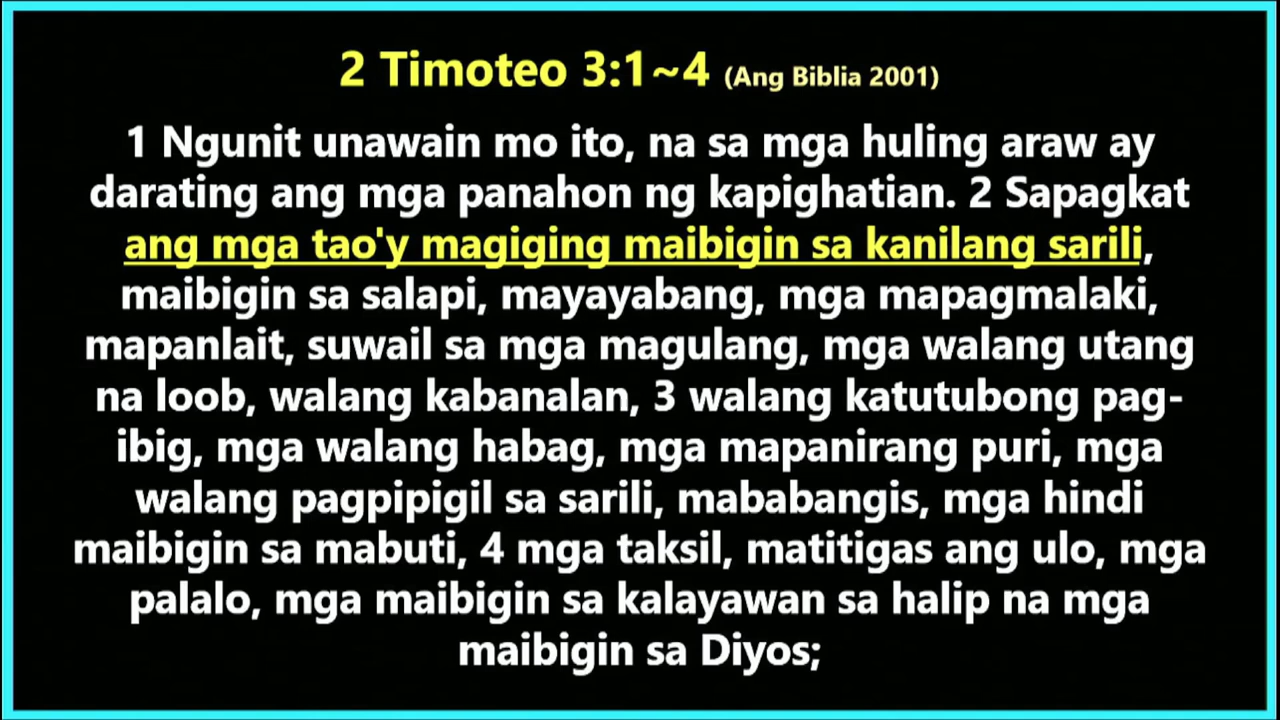 2 Timoteo 3:1~4 (Ang Biblia 2001)
1 Ngunit unawain mo ito, na sa mga huling araw ay
darating ang mga panahon ng kapighatian. 2 Sapagkat
ang mga tao'y magiging maibigin sa kanilang sarili,
maibigin sa salapi, mayayabang, mga mapagmalaki,
mapanlait, suwail sa mga magulang, mga walang utang
na loob, walang kabanalan, 3 walang katutubong pag-
ibig, mga walang habag, mga mapanirang puri, mga
walang pagpipigil sa sarili, mababangis, mga hindi
maibigin sa mabuti, 4 mga taksil, matitigas ang ulo, mga
palalo, mga maibigin sa kalayawan sa halip na mga
maibigin sa Diyos;